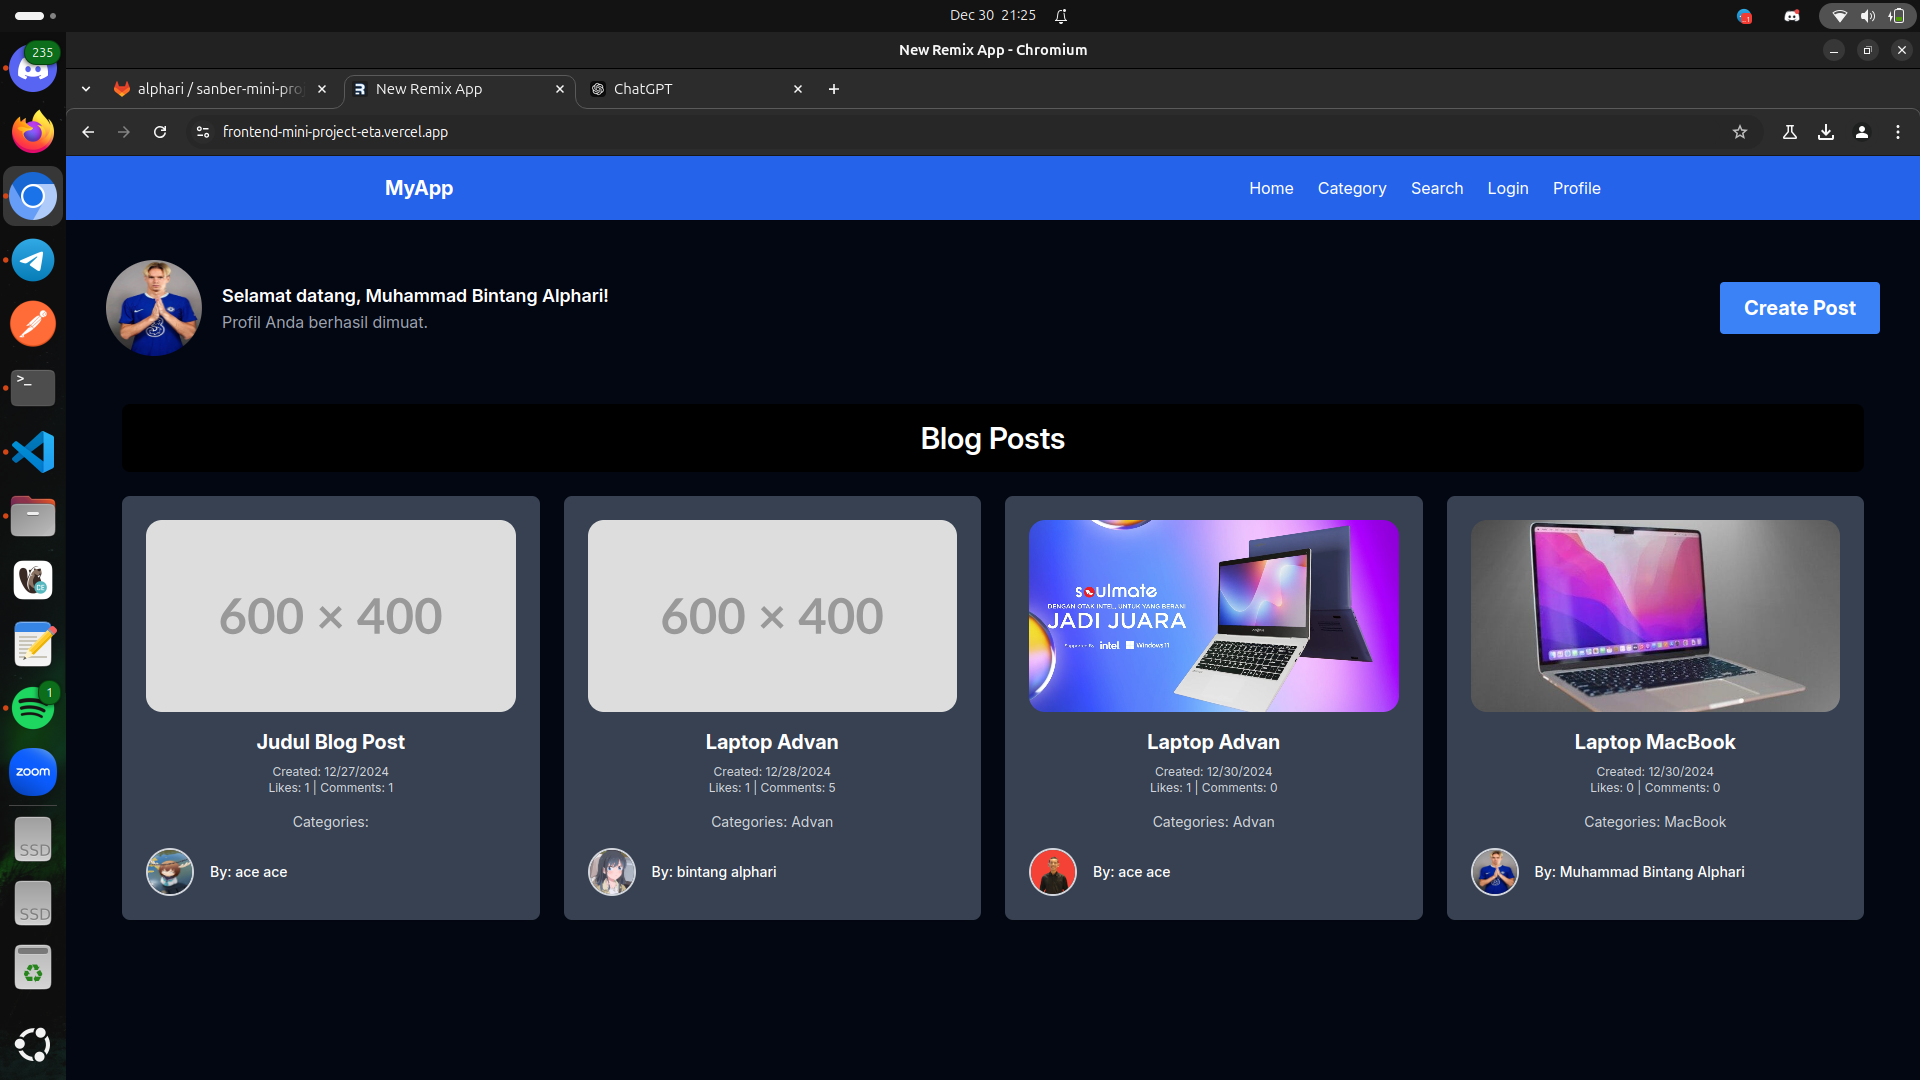 Dec 30 21:25
New Remix App - Chromium
235
alphari / sanber-mini-pro
New Remix App
ChatGPT
frontend-mini-project-eta.vercel.app
MyApp
Home
Category
Search
Login
Profile
Selamat datang, Muhammad Bintang Alphari!
Profil Anda berhasil dimuat.
Create Post
Blog Posts
600 × 400
Judul Blog Post
Created: 12/27/2024
Likes: 1 | Comments: 1
Categories:
By: ace ace
600 × 400
Laptop Advan
Created: 12/28/2024
Likes: 1 | Comments: 5
Categories: Advan
By: bintang alphari
soulmate
DENGAN OTAK INTEL, UNTUK YANG BERANI
JADI JUARA
intel Windows 11
Laptop Advan
Created: 12/30/2024
Likes: 1 | Comments: 0
Categories: Advan
By: ace ace
Laptop MacBook
Created: 12/30/2024
Likes: 0 | Comments: 0
Categories: MacBook
By: Muhammad Bintang Alphari
1
zoom
SSD
SSD